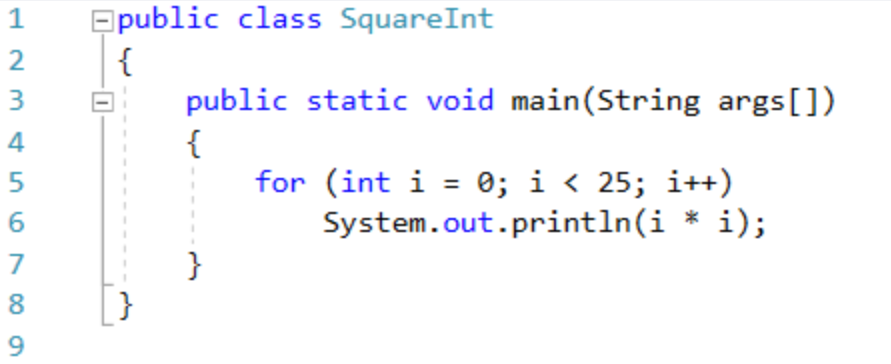 1 public class SquareInt
2 {
3     public static void main(String args[])
4     {
5         for (int i = 0; i < 25; i++)
6             System.out.println(i * i);
7     }
8 }
9